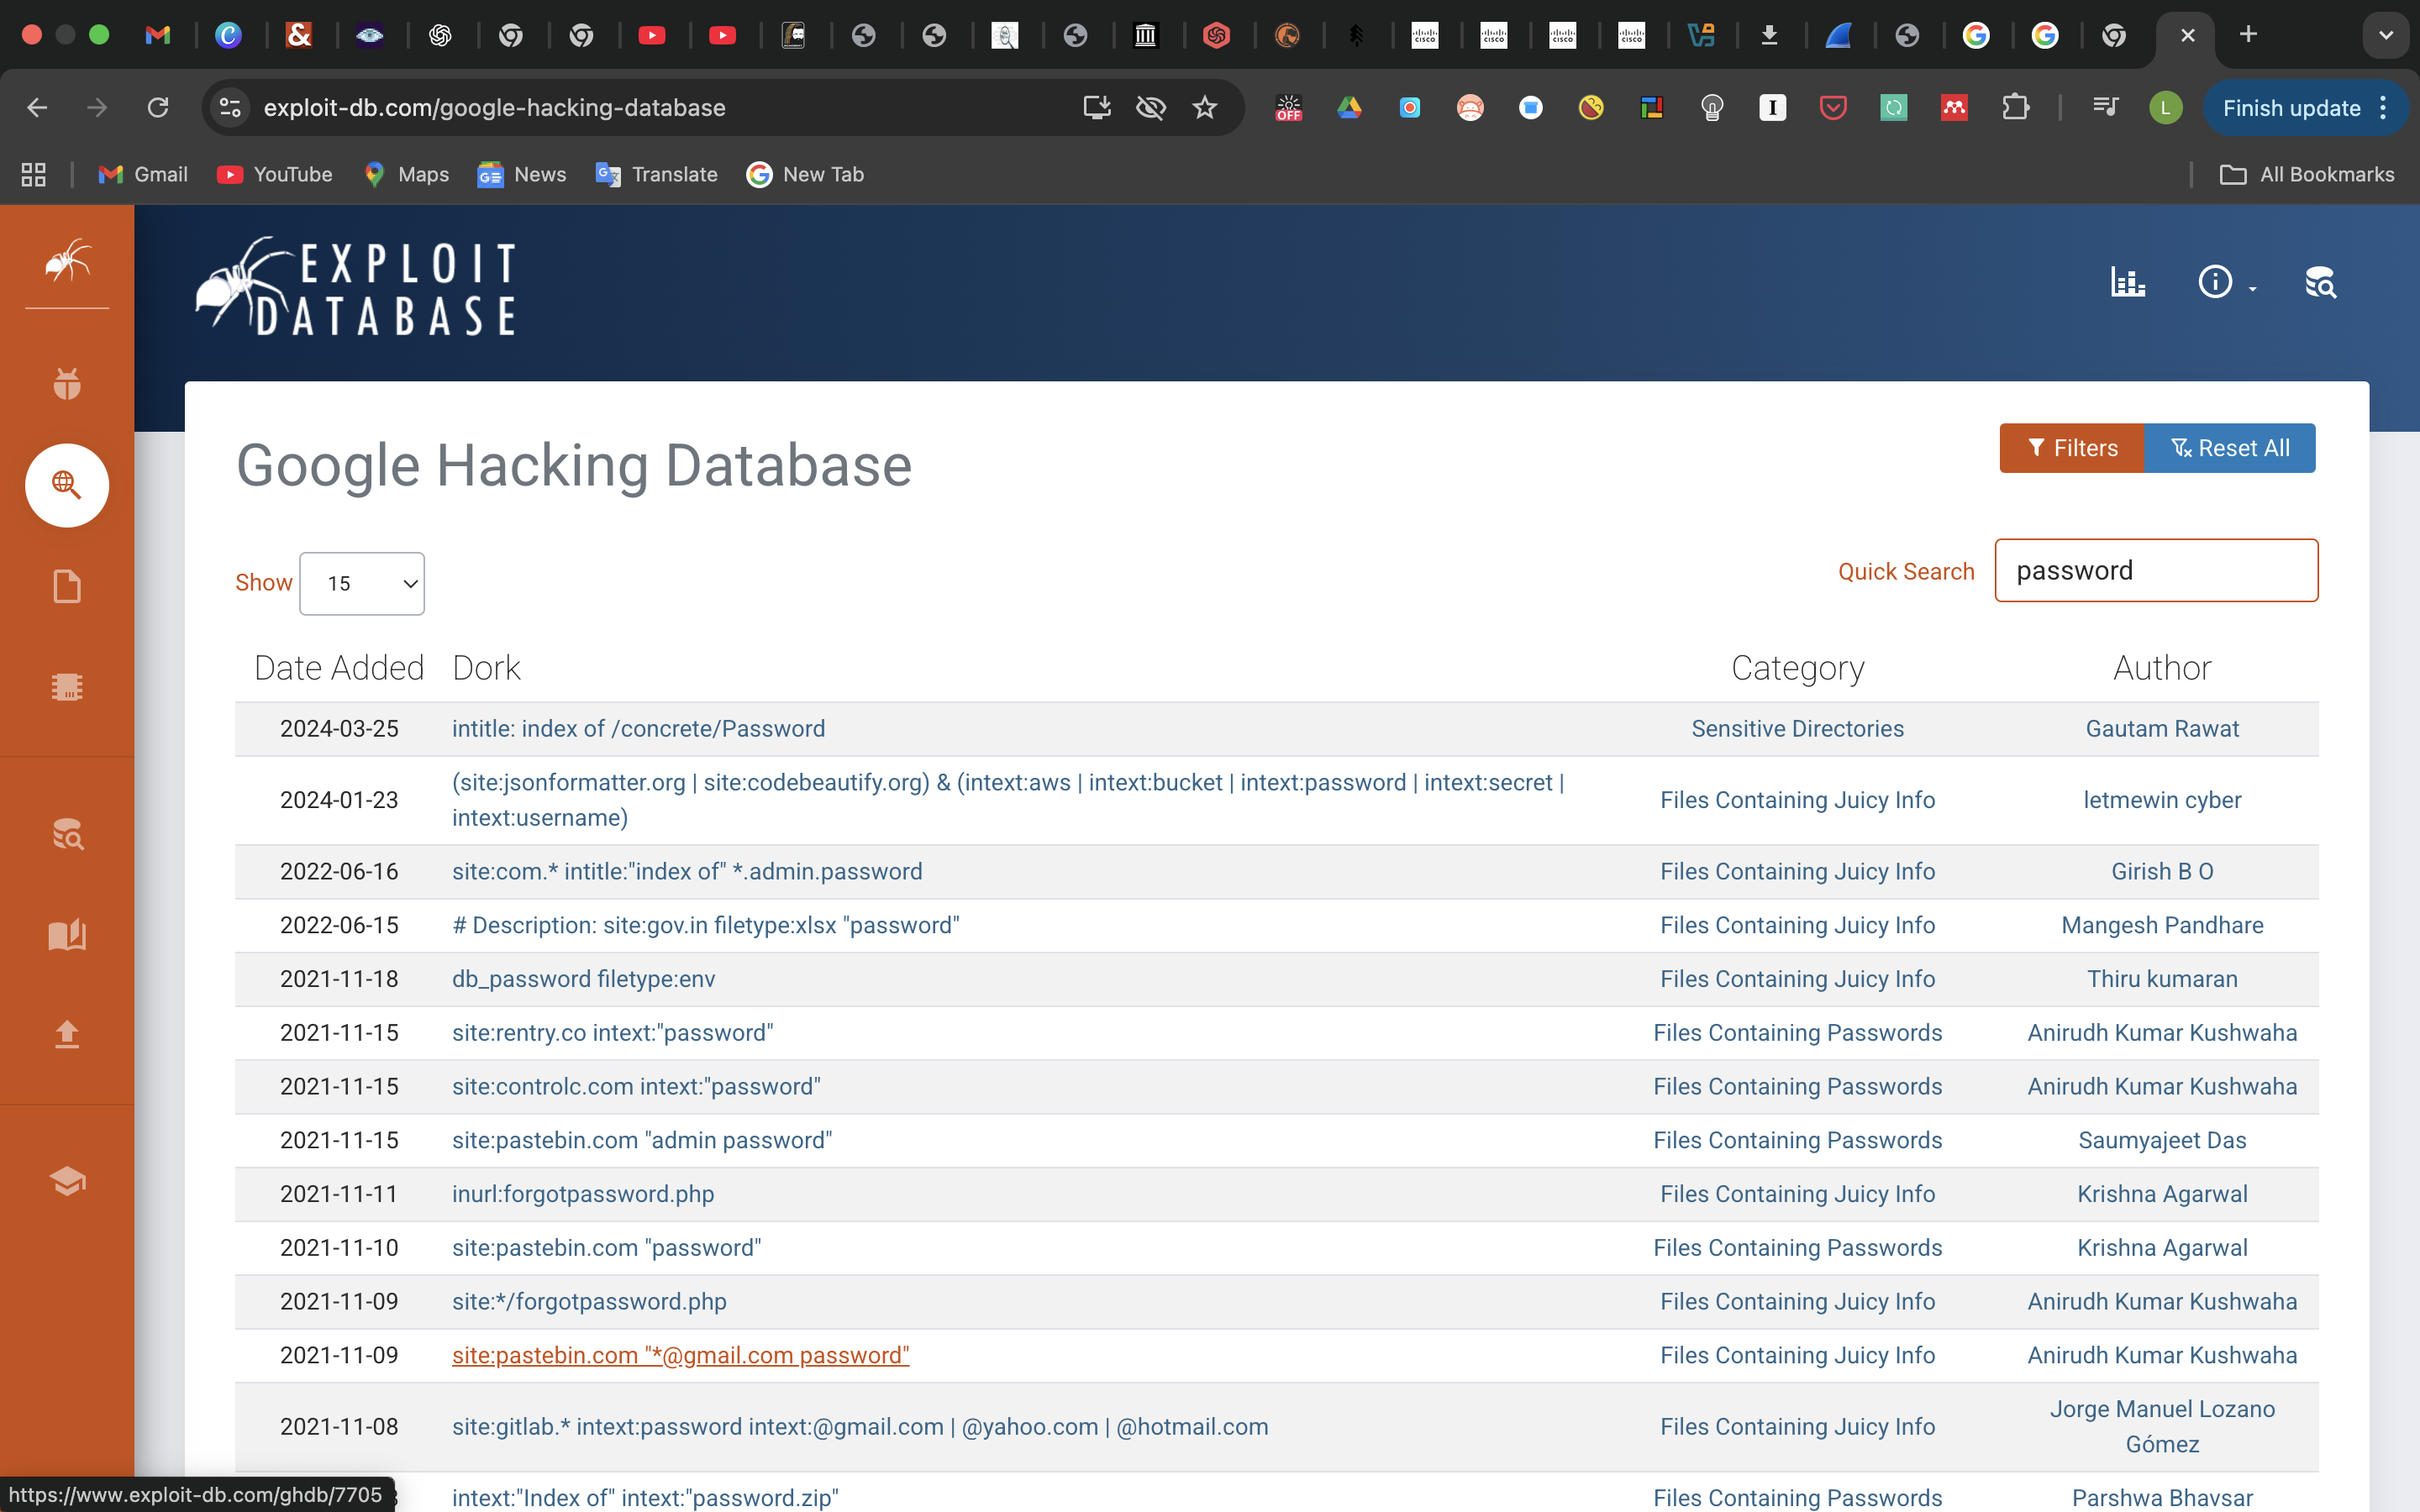 exploit-db.com/google-hacking-database
OFF
L
Finish update
Gmail
YouTube
Maps
News
Translate
New Tab
All Bookmarks
EXPLOIT
DATABASE
Google Hacking Database
Filters
Reset All
Show
15
Quick Search
password
Date Added Dork Category Author
2024-03-25 intitle: index of /concrete/Password Sensitive Directories Gautam Rawat
2024-01-23 (site:jsonformatter.org | site:codebeautify.org) & (intext:aws | intext:bucket | intext:password | intext:secret |
intext:username) Files Containing Juicy Info letmewin cyber
2022-06-16 site:com.* intitle:"index of" *.admin.password Files Containing Juicy Info Girish B O
2022-06-15 # Description: site:gov.in filetype:xlsx "password" Files Containing Juicy Info Mangesh Pandhare
2021-11-18 db_password filetype:env Files Containing Juicy Info Thiru kumaran
2021-11-15 site:rentry.co intext:"password" Files Containing Passwords Anirudh Kumar Kushwaha
2021-11-15 site:controlc.com intext:"password" Files Containing Passwords Anirudh Kumar Kushwaha
2021-11-15 site:pastebin.com "admin password" Files Containing Passwords Saumyajeet Das
2021-11-11 inurl:forgotpassword.php Files Containing Juicy Info Krishna Agarwal
2021-11-10 site:pastebin.com "password" Files Containing Passwords Krishna Agarwal
2021-11-09 site:*/forgotpassword.php Files Containing Juicy Info Anirudh Kumar Kushwaha
2021-11-09 site:pastebin.com "*@gmail.com password" Files Containing Juicy Info Anirudh Kumar Kushwaha
2021-11-08 site:gitlab.* intext:password intext:@gmail.com | @yahoo.com | @hotmail.com Files Containing Juicy Info Jorge Manuel Lozano
Gómez
intext:"Index of" intext:"password.zip" Files Containing Passwords Parshwa Bhavsar
https://www.exploit-db.com/ghdb/7705